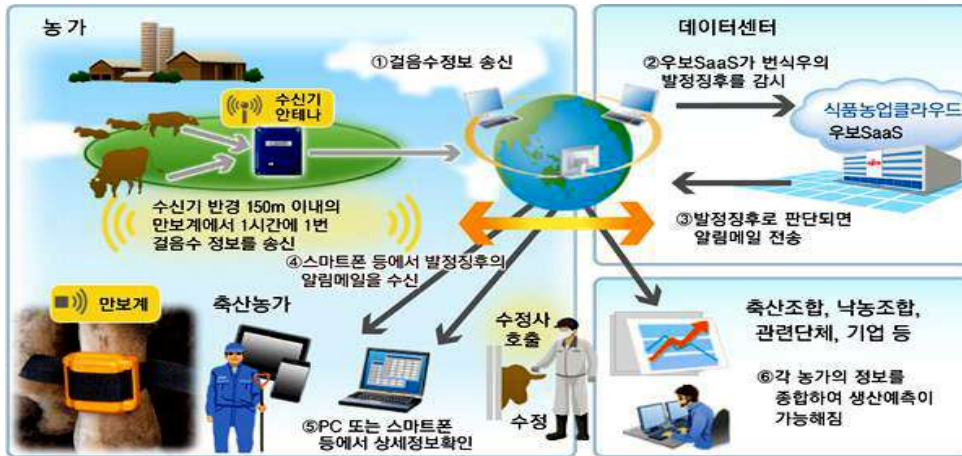 농 가
①걸음수정보 송신
수신기
안테나
수신기 반경 150m 이내의
만보계에서 1시간에 1번
걸음수 정보를 송신
④스마트폰 등에서 발정징후의
알림메일을 수신
만보계
축산농가
수정사
호출
수정
⑤PC 또는 스마트폰
등에서 상세정보확인
데이터센터
②우보SaaS가 번식우의
발정징후를 감시
식품농업클라우드
우보SaaS
③발정징후로 판단되면
알림메일 전송
축산조합, 낙농조합,
관련단체, 기업 등
⑥각 농가의 정보를
종합하여 생산예측이
가능해짐